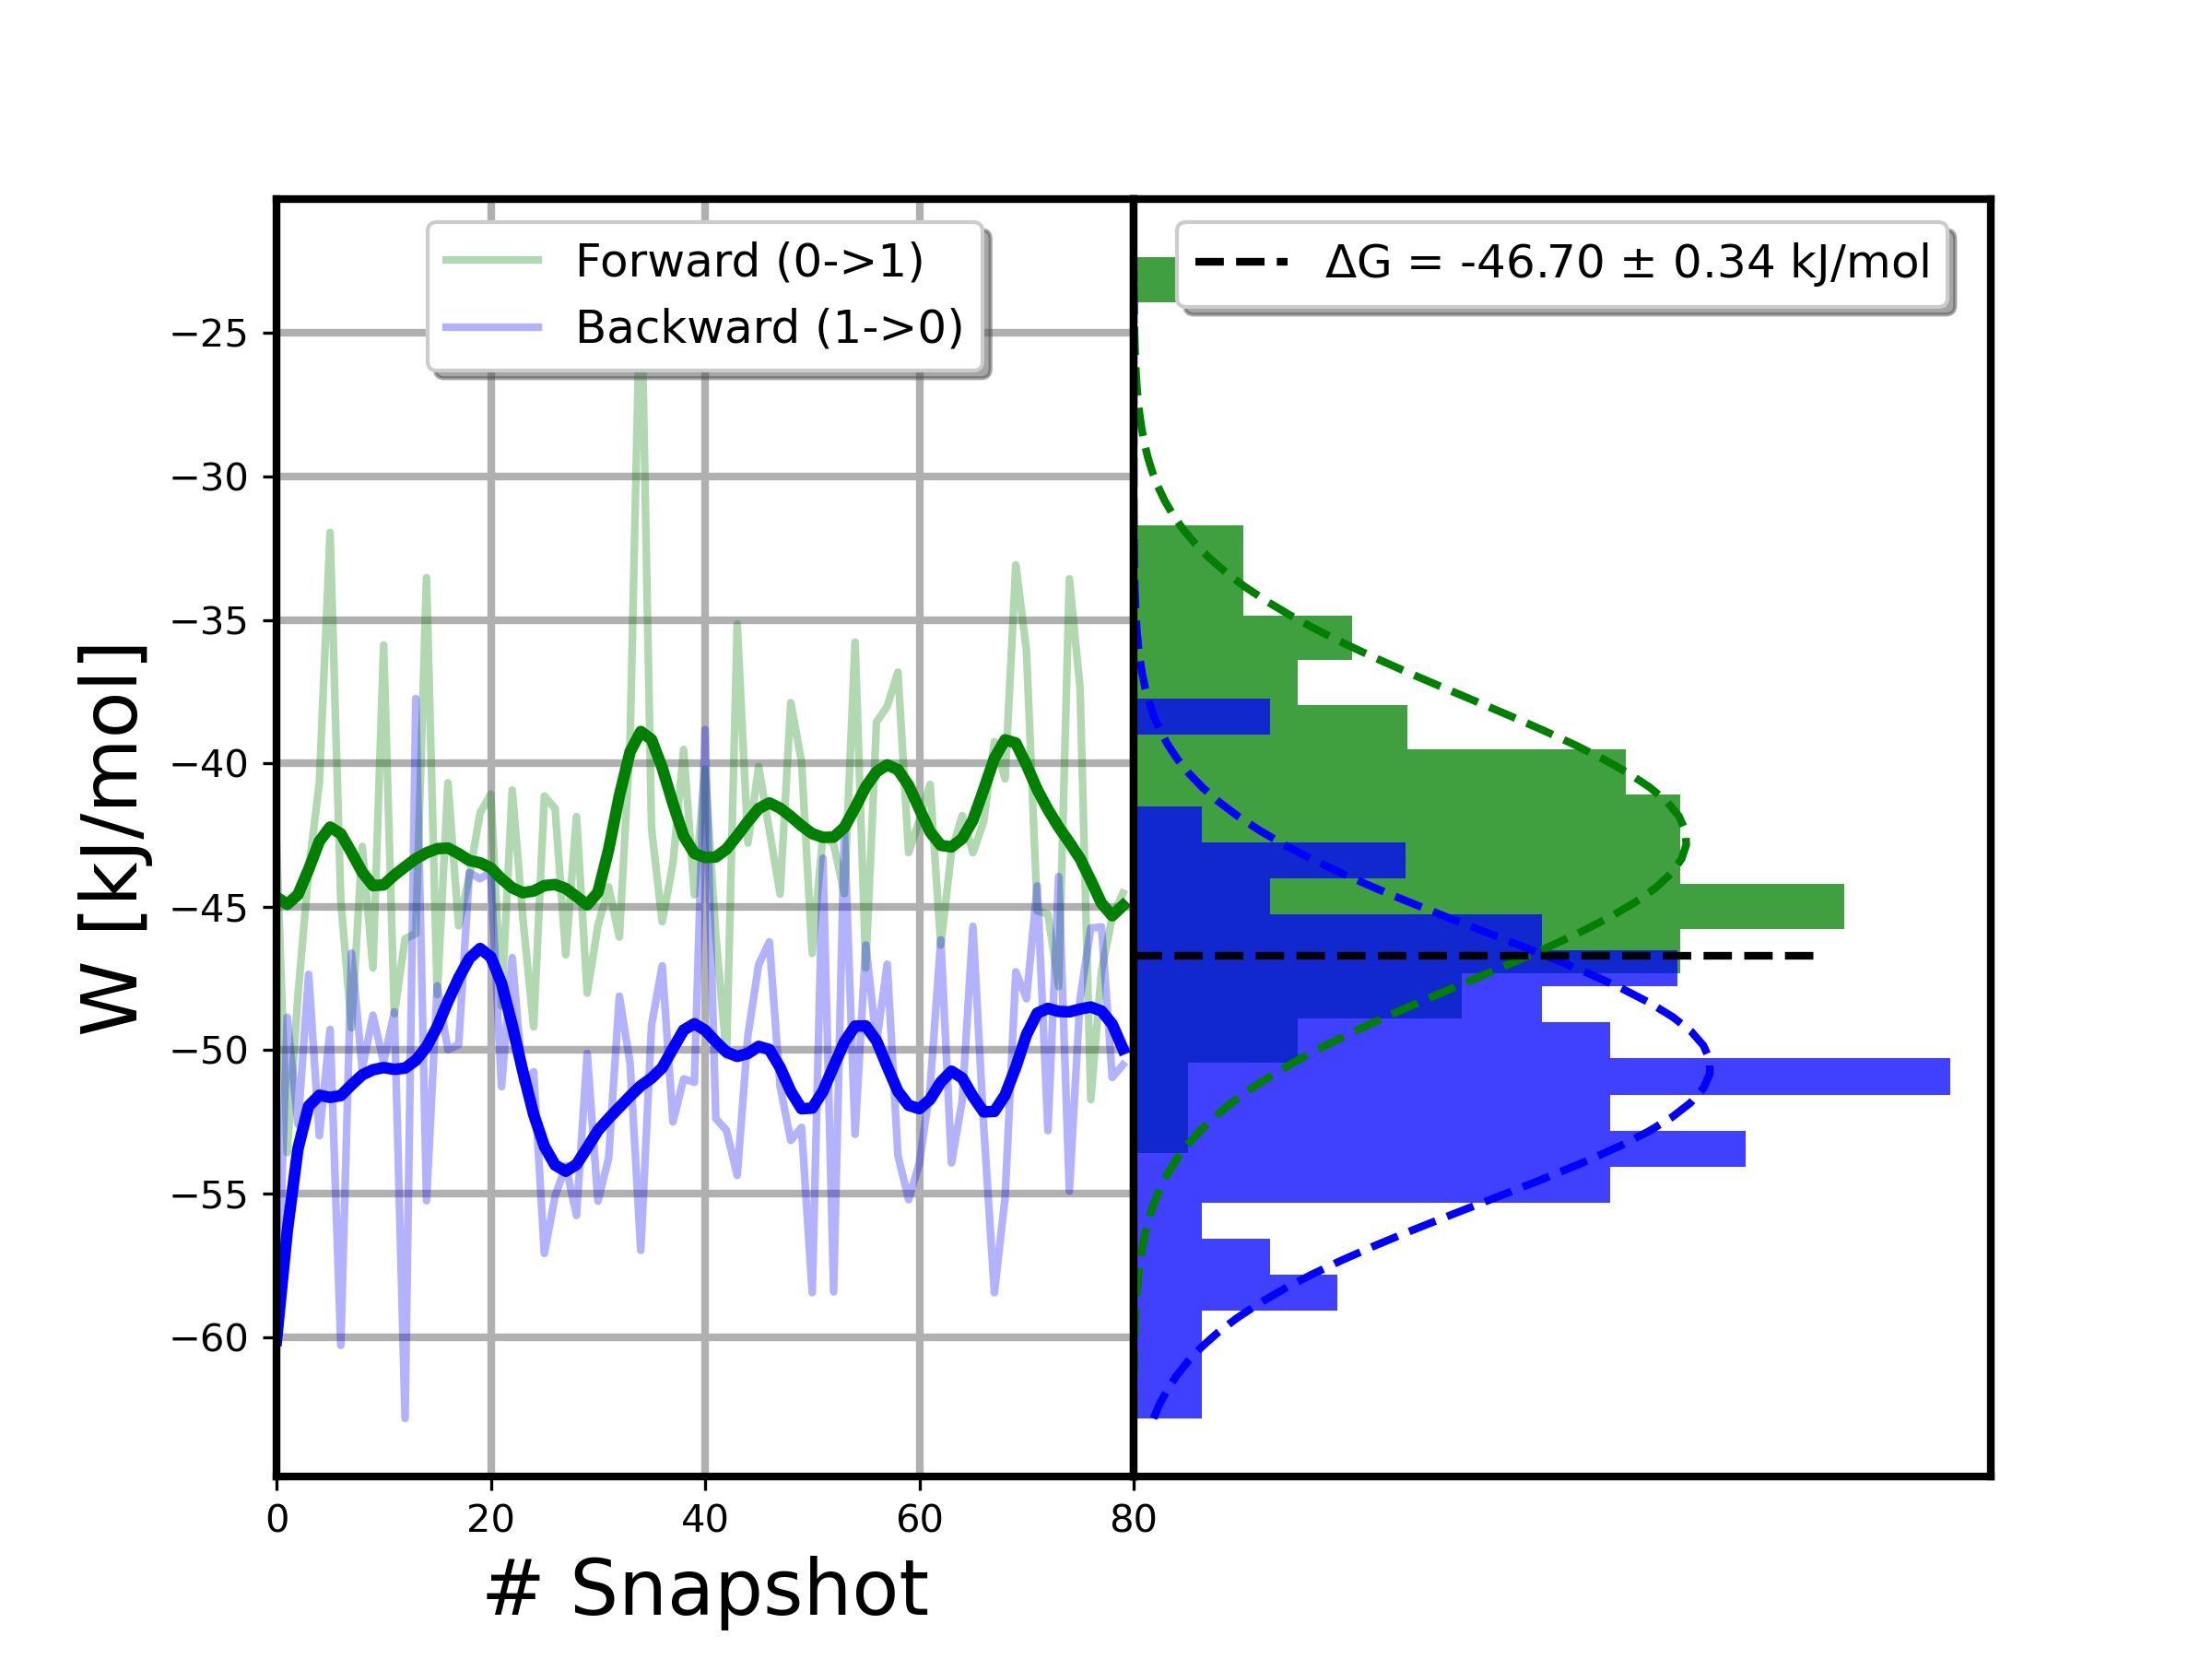 Forward (0->1)
Backward (1->0)
ΔG = -46.70 ± 0.34 kJ/mol
W [kJ/mol]
−25
−30
−35
−40
−45
−50
−55
−60
0 20 40 60 80
# Snapshot